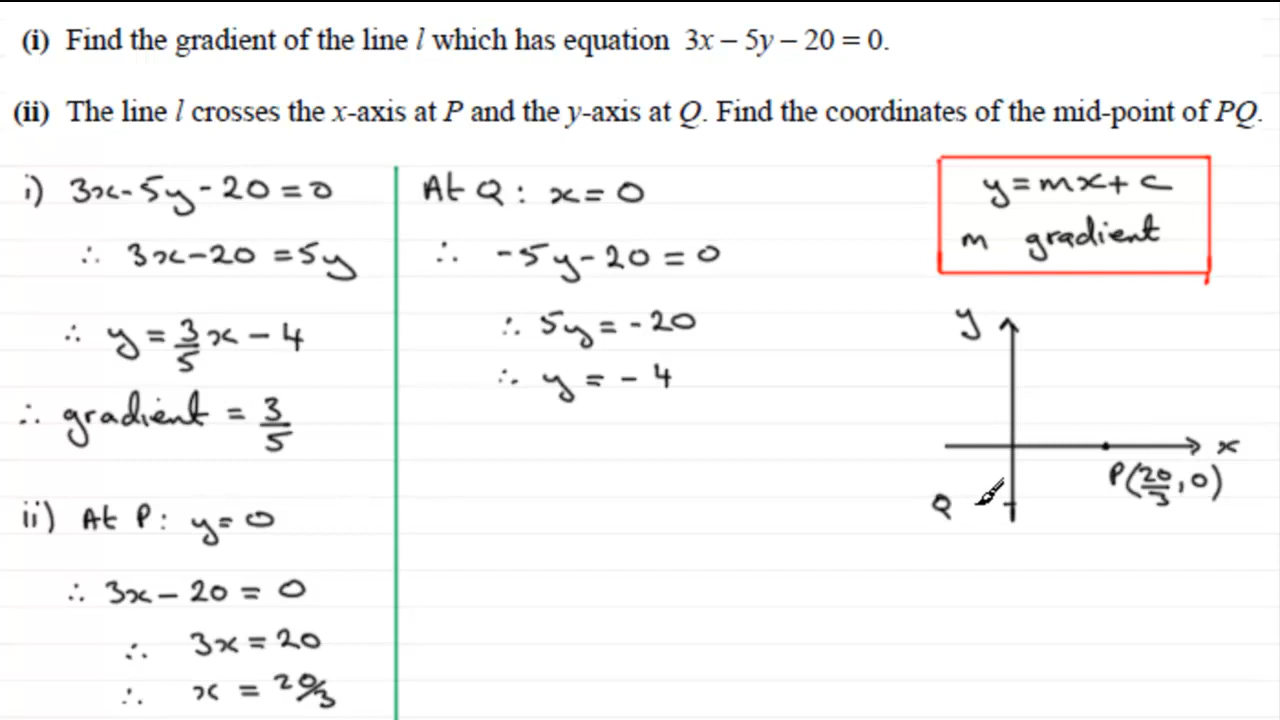 (i) Find the gradient of the line l which has equation 3x – 5y – 20 = 0.
(ii) The line l crosses the x-axis at P and the y-axis at Q. Find the coordinates of the mid-point of PQ.
i) 3x - 5y - 20 = 0
∴ 3x - 20 = 5y
∴ y = 3/5 x - 4
∴ gradient = 3/5
ii) At P: y = 0
∴ 3x - 20 = 0
∴ 3x = 20
∴ x = 20/3
At Q: x = 0
∴ -5y - 20 = 0
∴ 5y = -20
∴ y = -4
y = mx + c
m gradient
y
x
P(20/3, 0)
Q